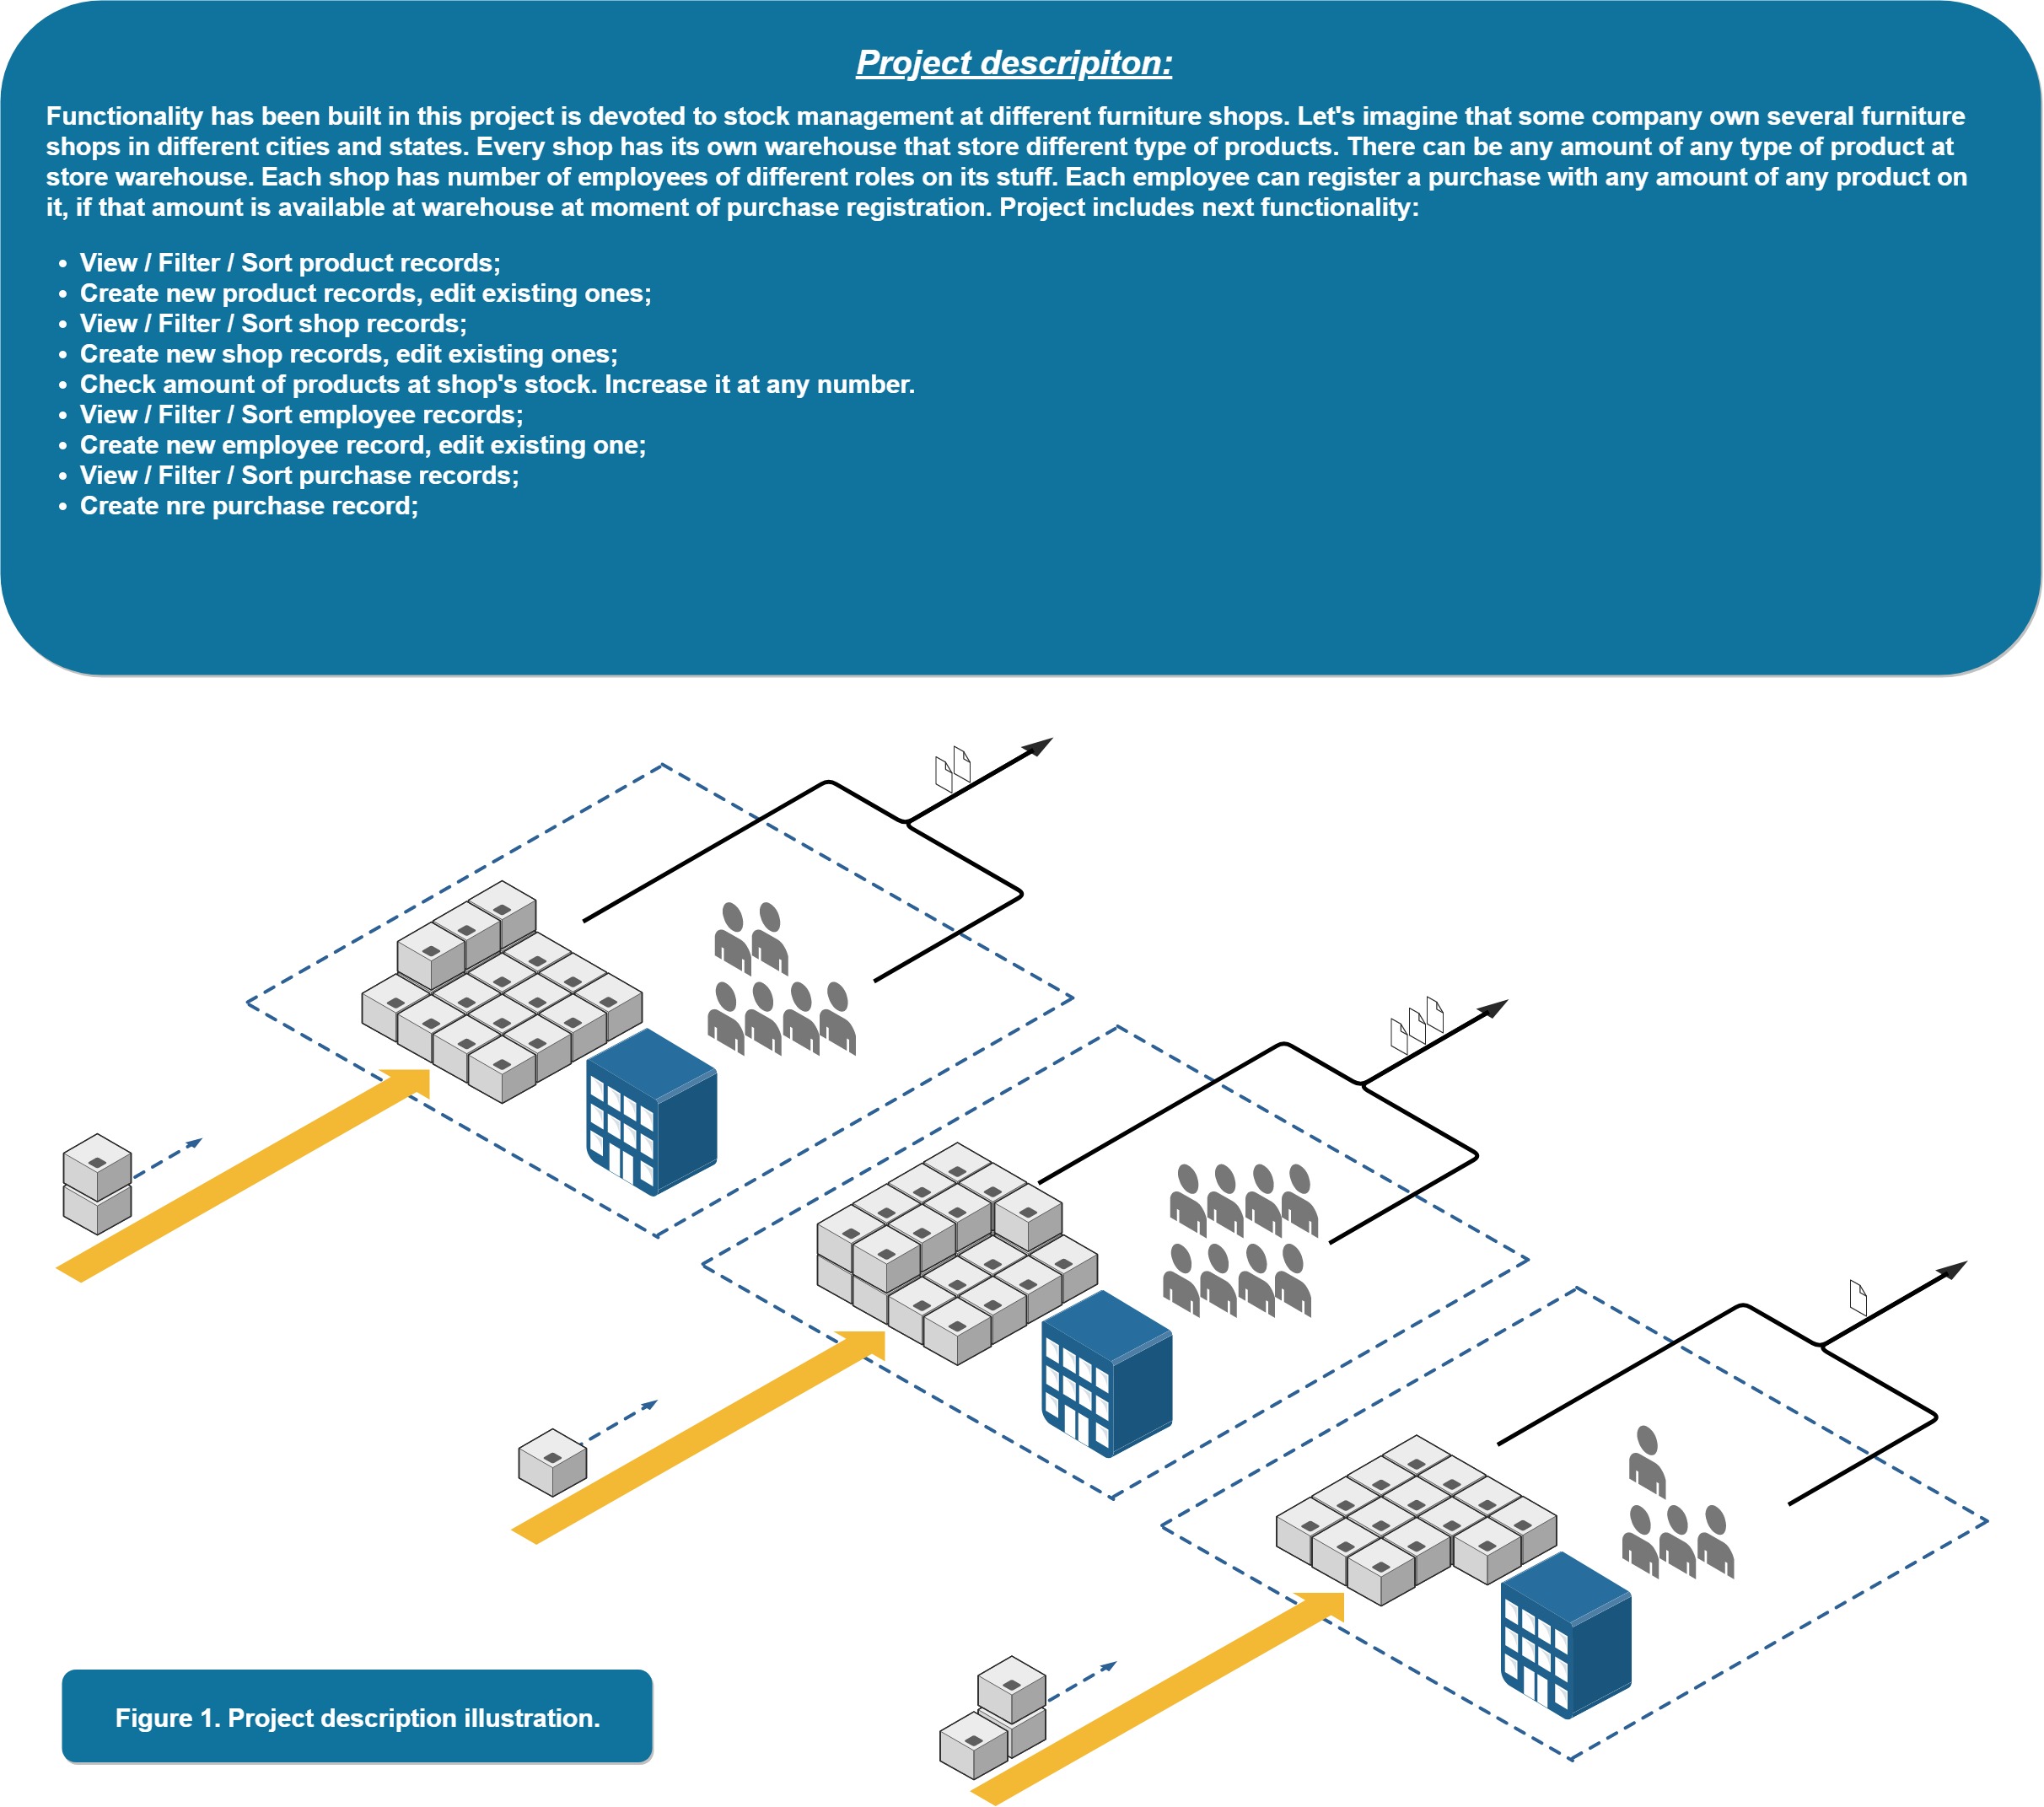 Project descripiton:
Functionality has been built in this project is devoted to stock management at different furniture shops. Let's imagine that some company own several furniture
shops in different cities and states. Every shop has its own warehouse that store different type of products. There can be any amount of any type of product at
store warehouse. Each shop has number of employees of different roles on its stuff. Each employee can register a purchase with any amount of any product on
it, if that amount is available at warehouse at moment of purchase registration. Project includes next functionality:
• View / Filter / Sort product records;
• Create new product records, edit existing ones;
• View / Filter / Sort shop records;
• Create new shop records, edit existing ones;
• Check amount of products at shop's stock. Increase it at any number.
• View / Filter / Sort employee records;
• Create new employee record, edit existing one;
• View / Filter / Sort purchase records;
• Create nre purchase record;
Figure 1. Project description illustration.